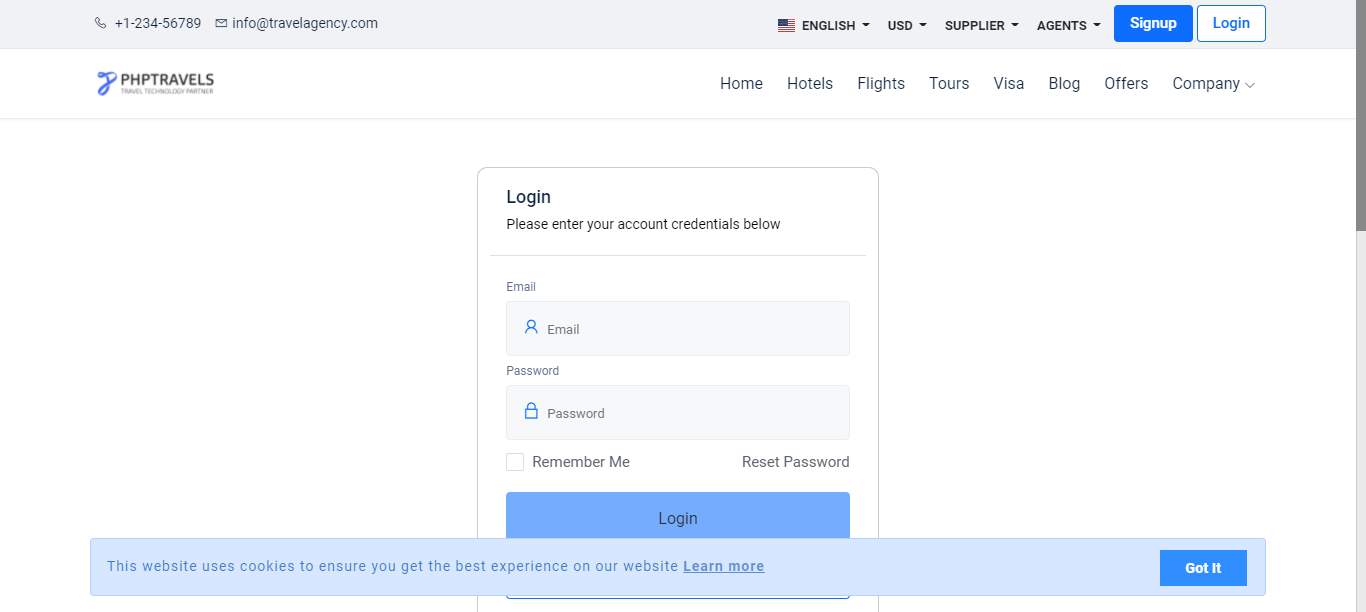 +1-234-56789 info@travelagency.com ENGLISH USD SUPPLIER AGENTS Signup Login
PHPTRAVELS
TRAVEL TECHNOLOGY PARTNER
Home Hotels Flights Tours Visa Blog Offers Company
Login
Please enter your account credentials below
Email
Email
Password
Password
Remember Me Reset Password
Login
This website uses cookies to ensure you get the best experience on our website Learn more Got It